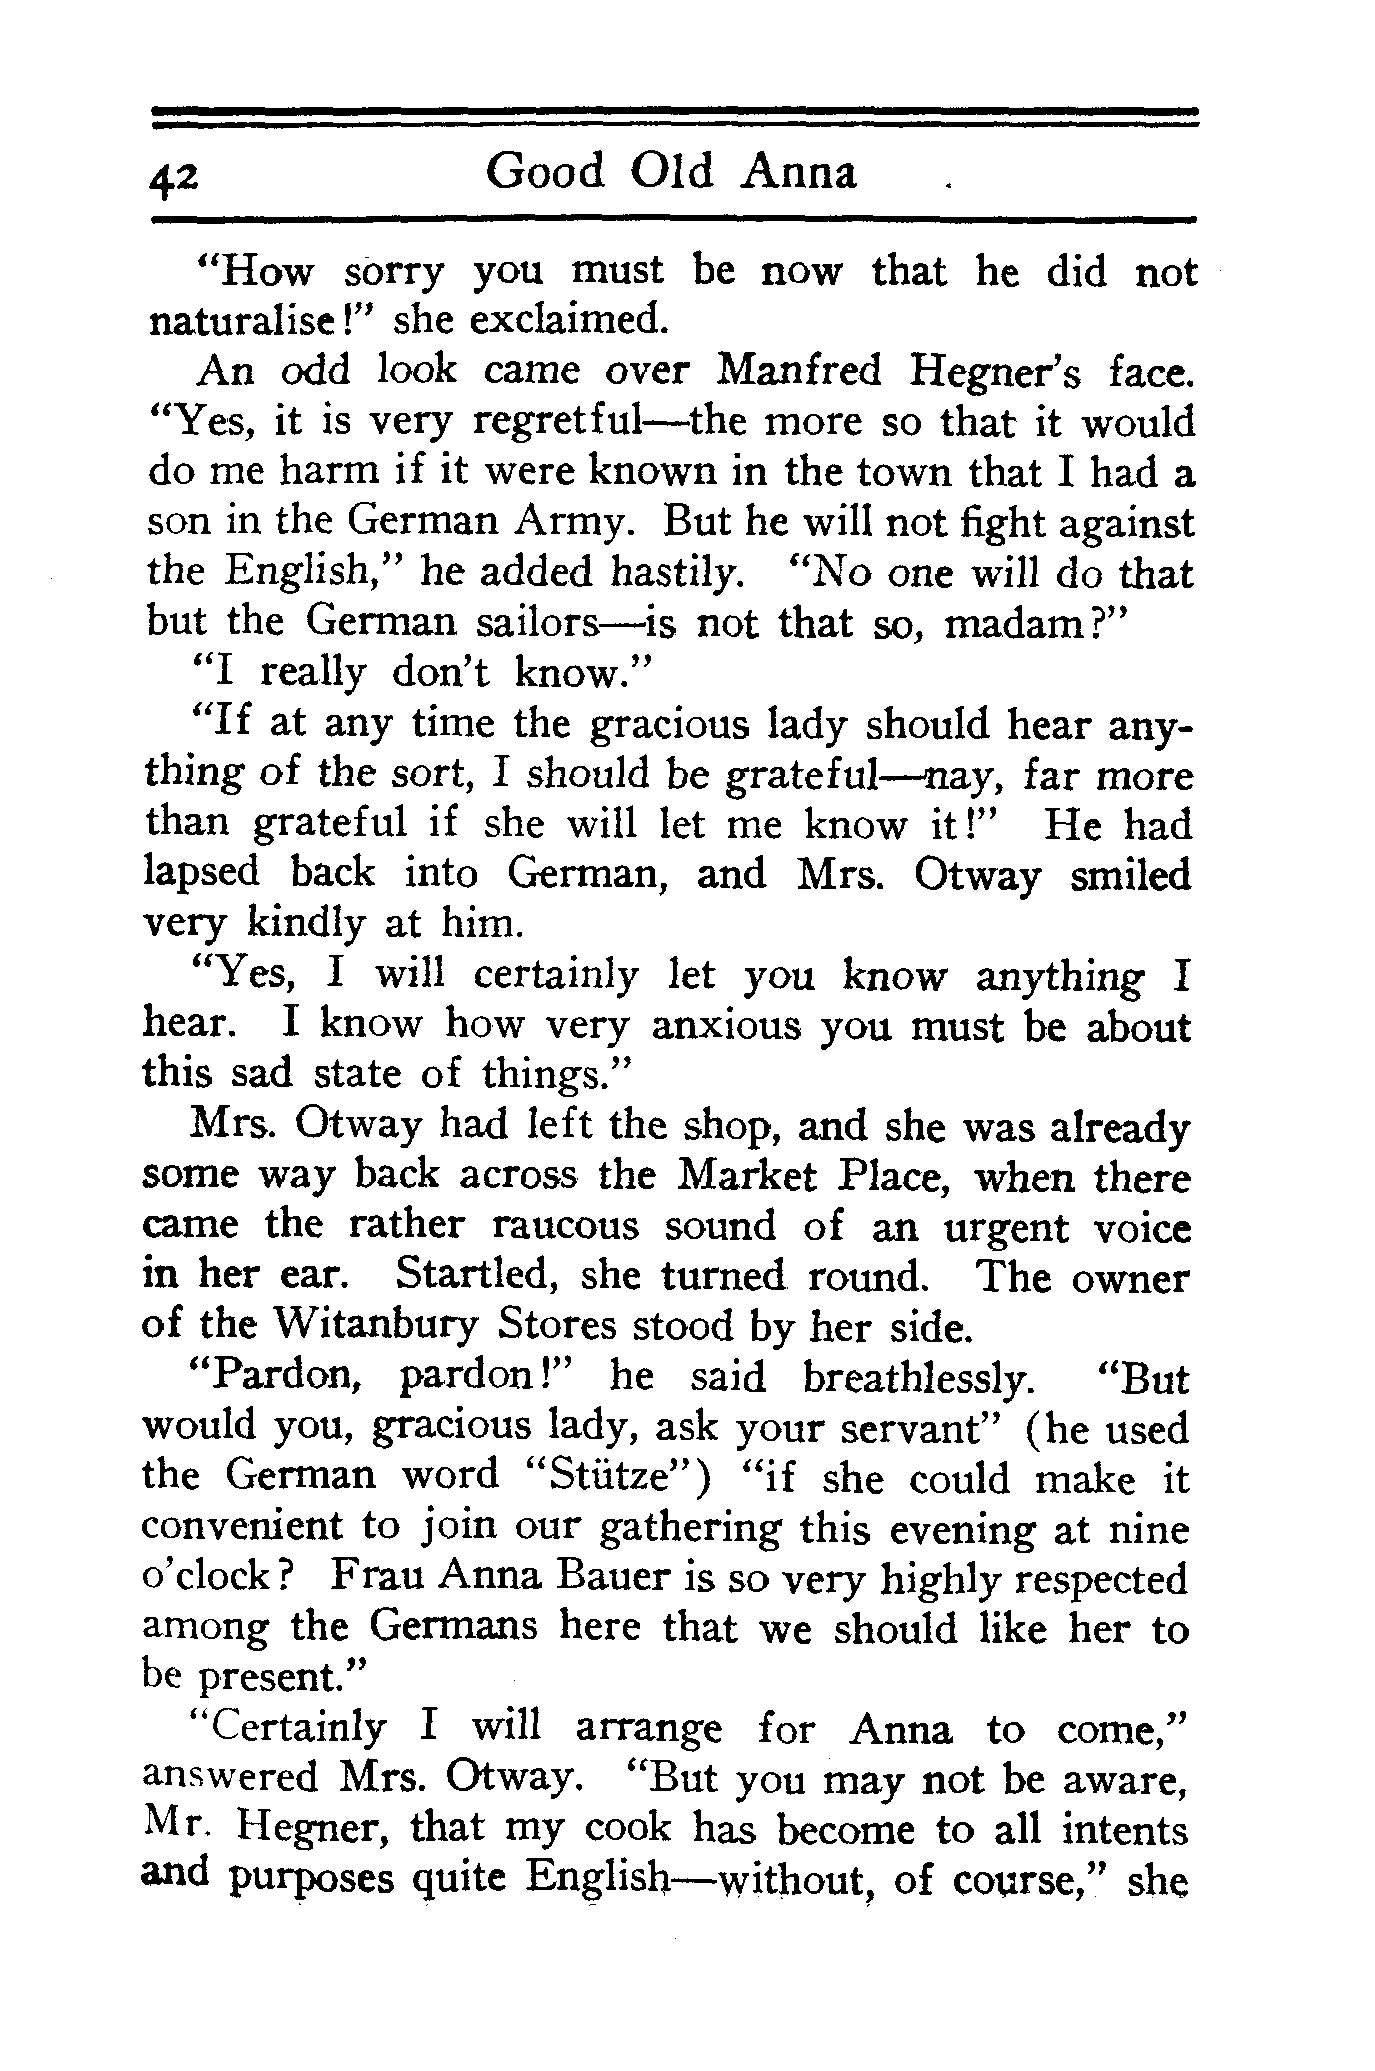 42 Good Old Anna
"How sorry you must be now that he did not
naturalise!" she exclaimed.
An odd look came over Manfred Hegner's face.
"Yes, it is very regretful—the more so that it would
do me harm if it were known in the town that I had a
son in the German Army. But he will not fight against
the English," he added hastily. "No one will do that
but the German sailors—is not that so, madam?"
"I really don't know."
"If at any time the gracious lady should hear any-
thing of the sort, I should be grateful—nay, far more
than grateful if she will let me know it!" He had
lapsed back into German, and Mrs. Otway smiled
very kindly at him.
"Yes, I will certainly let you know anything I
hear. I know how very anxious you must be about
this sad state of things."
Mrs. Otway had left the shop, and she was already
some way back across the Market Place, when there
came the rather raucous sound of an urgent voice
in her ear. Startled, she turned round. The owner
of the Witanbury Stores stood by her side.
"Pardon, pardon!" he said breathlessly. "But
would you, gracious lady, ask your servant" (he used
the German word "Stütze") "if she could make it
convenient to join our gathering this evening at nine
o'clock? Frau Anna Bauer is so very highly respected
among the Germans here that we should like her to
be present."
"Certainly I will arrange for Anna to come,"
answered Mrs. Otway. "But you may not be aware,
Mr. Hegner, that my cook has become to all intents
and purposes quite English—without, of course," she